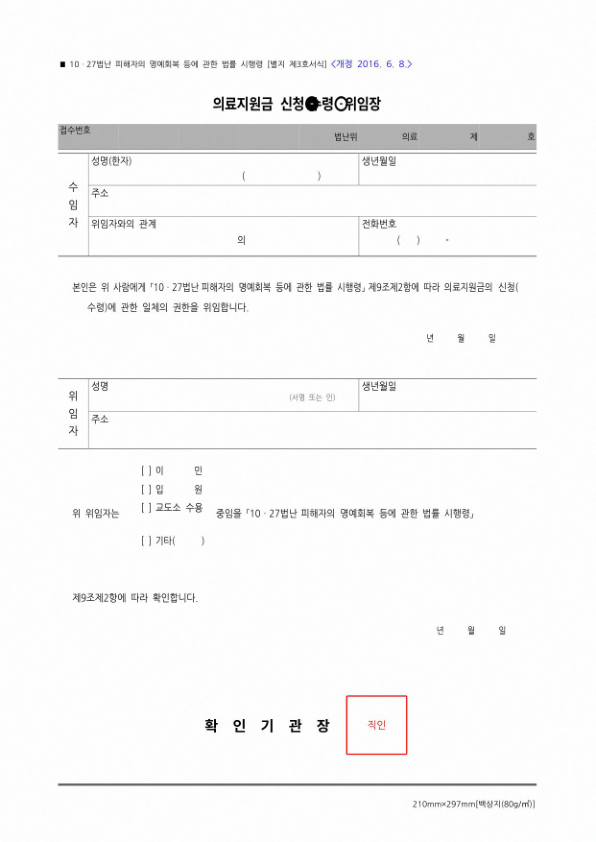 ■ 10ㆍ27법난 피해자의 명예회복 등에 관한 법률 시행령 [별지 제3호서식] <개정 2016. 6. 8.>
의료지원금 신청 령 위임장
접수번호
법난위 의료 제 호
수임자
성명(한자)
( )
생년월일
주소
위임자와의 관계
의
전화번호
( ) -
본인은 위 사람에게 「10ㆍ27법난 피해자의 명예회복 등에 관한 법률 시행령」 제9조제2항에 따라 의료지원금의 신청(
수령)에 관한 일체의 권한을 위임합니다.
년 월 일
위임자
성명
(서명 또는 인)
생년월일
주소
[ ] 이 민
[ ] 입 원
[ ] 교도소 수용
위 위임자는 중임을 「10ㆍ27법난 피해자의 명예회복 등에 관한 법률 시행령」
[ ] 기타( )
제9조제2항에 따라 확인합니다.
년 월 일
확 인 기 관 장
직인
210mm×297mm[백상지(80g/㎡)]